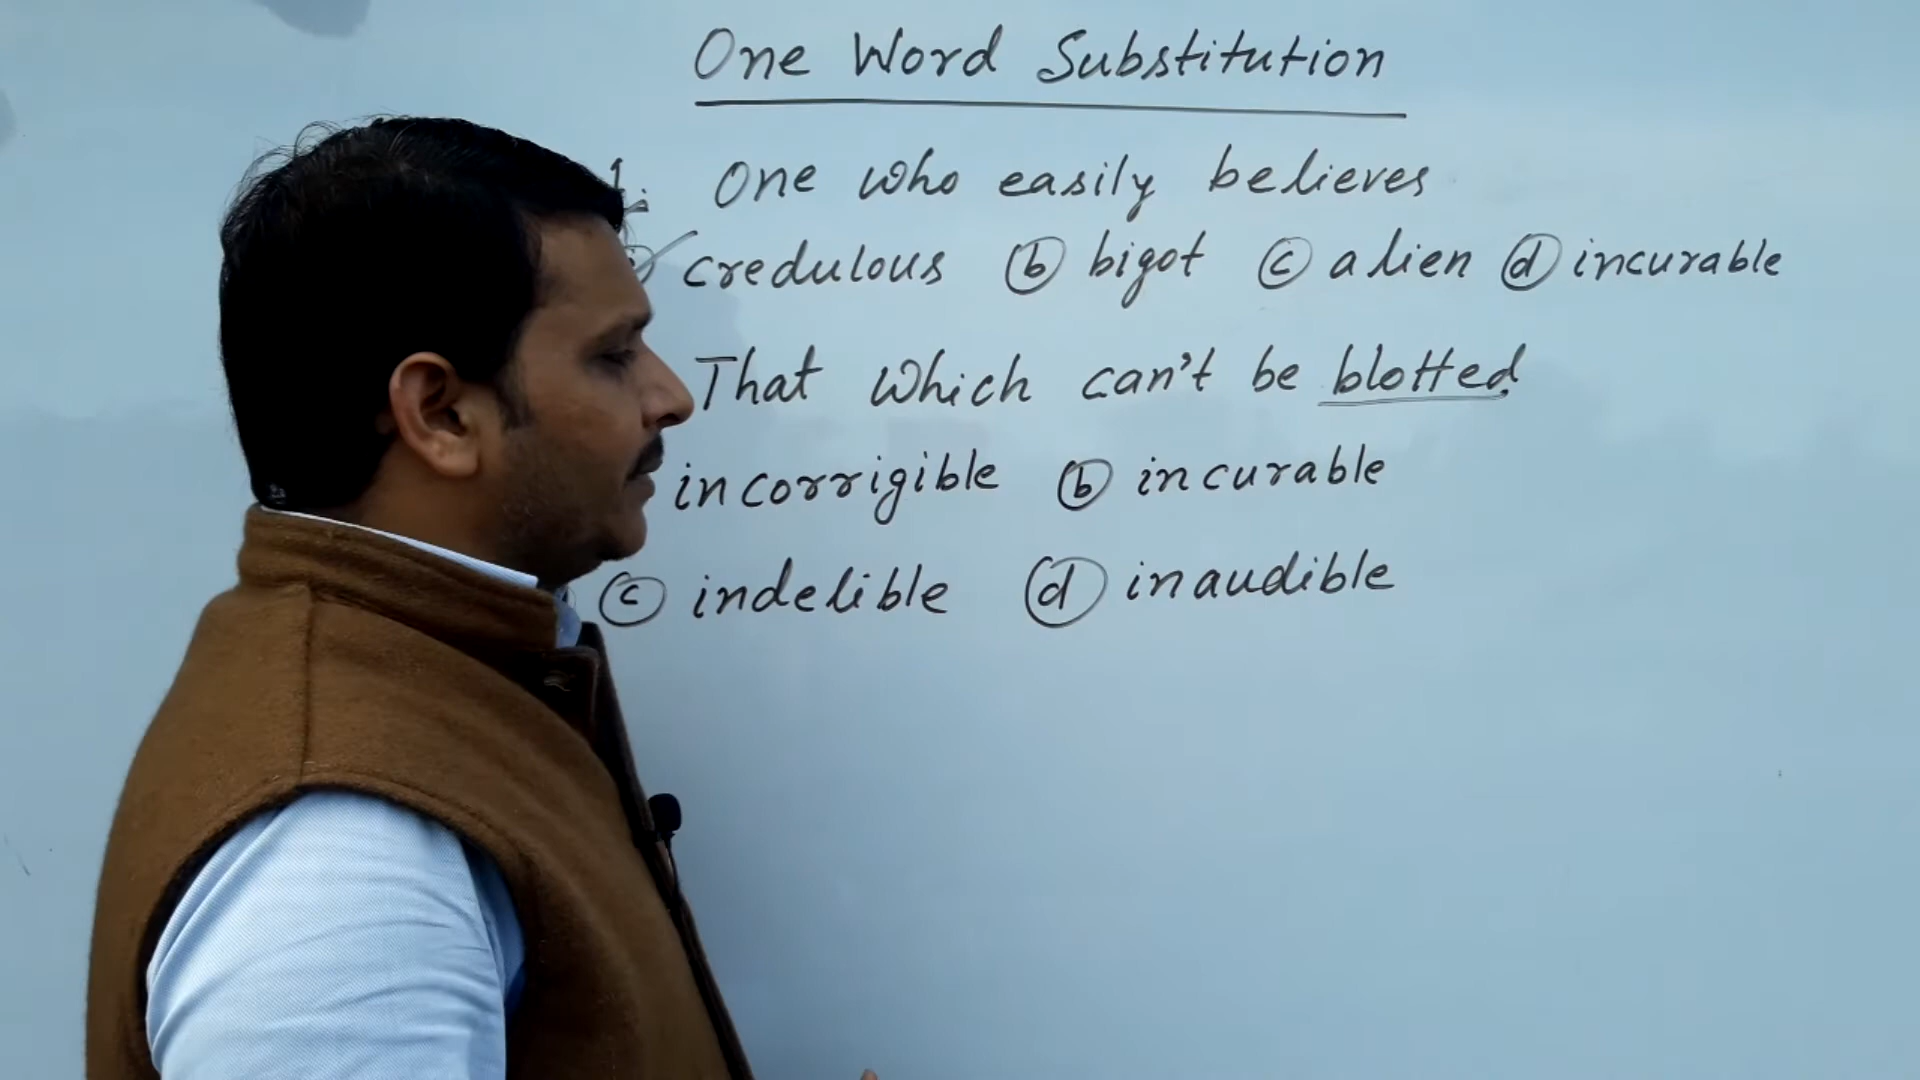 One Word Substitution
1. One who easily believes
credulous (b) bigot (c) alien (d) incurable
That which can't be blotted
incorrigible (b) incurable
(c) indelible (d) inaudible